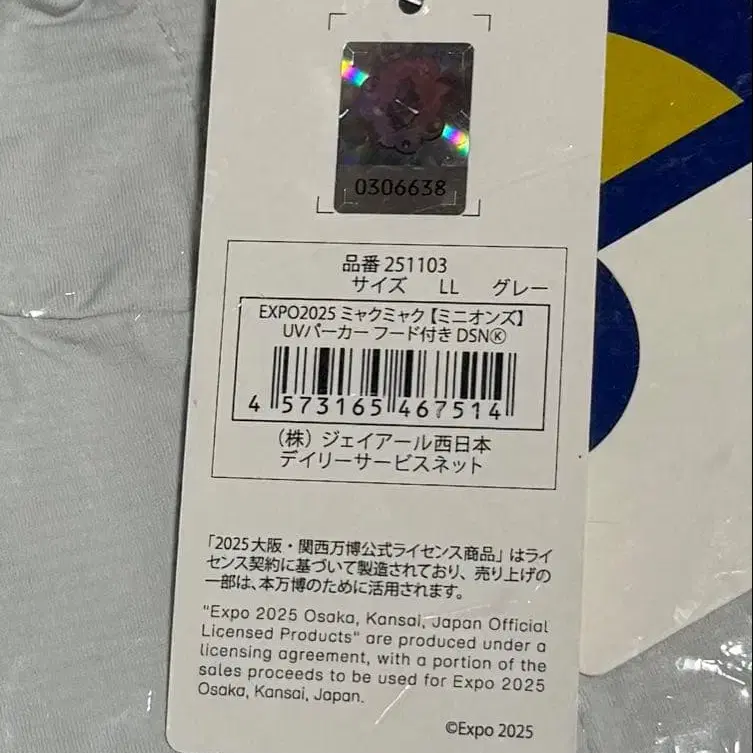 0306638
品番 251103
サイズ LL グレー
EXPO2025 ミャクミャク【ミニオンズ】
UVパーカー フード付き DSNⓀ
4 573165 467514
（株）ジェイアール西日本
デイリーサービスネット
「2025大阪・関西万博公式ライセンス商品」はライ
センス契約に基づいて製造されており、売り上げの
一部は、本万博のために活用されます。
"Expo 2025 Osaka, Kansai, Japan Official
Licensed Products" are produced under a
licensing agreement, with a portion of the
sales proceeds to be used for Expo 2025
Osaka, Kansai, Japan.
©Expo 2025